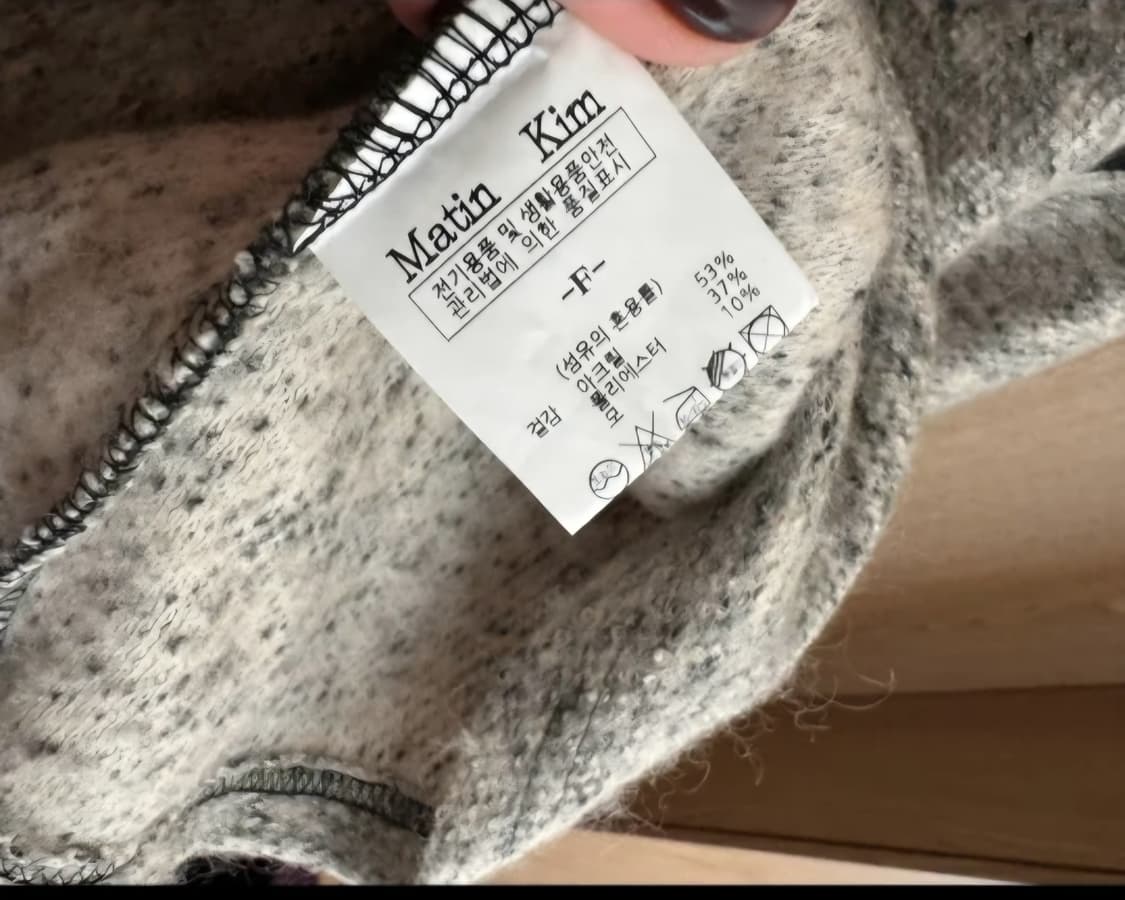 Matin Kim
전기용품 및 생활용품안전
관리법에 의한 품질표시
-F-
(섬유의 혼용률)
겉감 아크릴 53%
폴리에스터 37%
모 10%